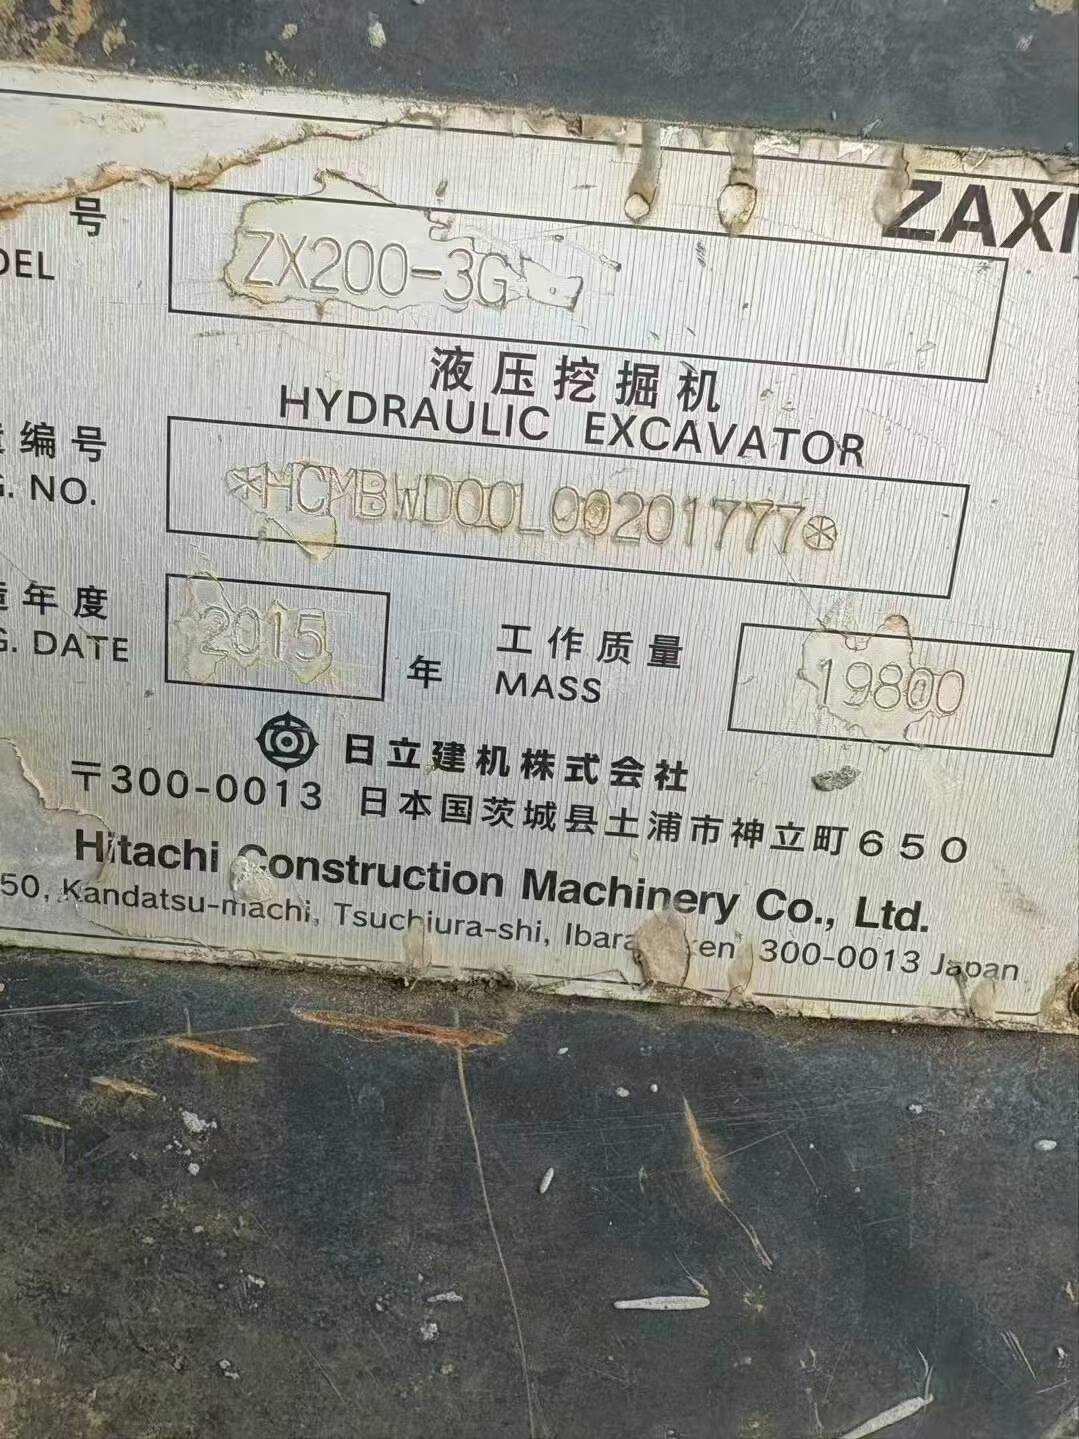 ZAXI
号
DEL
ZX200-3G
液压挖掘机
HYDRAULIC EXCAVATOR
编号
G. NO.
*HCMBWD00L00201777*
造年度
G. DATE
2015
年
工作质量
MASS
19800
日立建机株式会社
〒300-0013 日本国茨城县土浦市神立町650
Hitachi Construction Machinery Co., Ltd.
50, Kandatsu-machi, Tsuchiura-shi, Ibara ken 300-0013 Japan